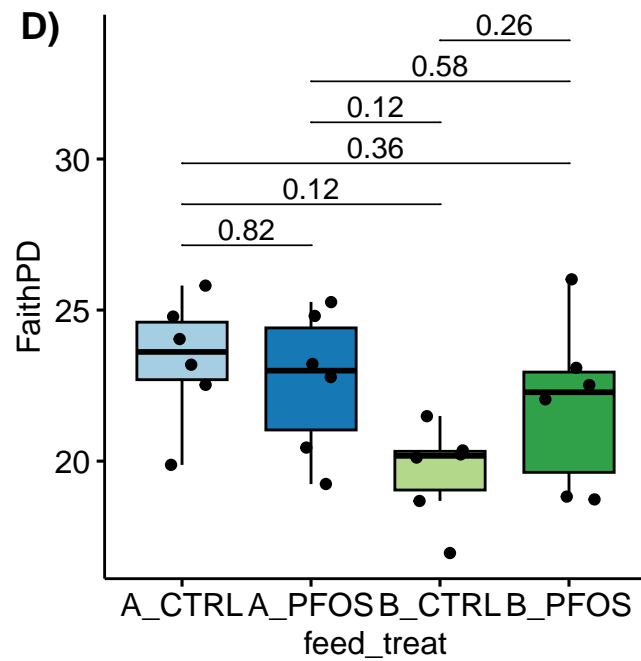 D)
0.26
0.58
0.12
0.36
0.12
0.82
30
25
20
FaithPD
A_CTRL A_PFOS B_CTRL B_PFOS
feed_treat